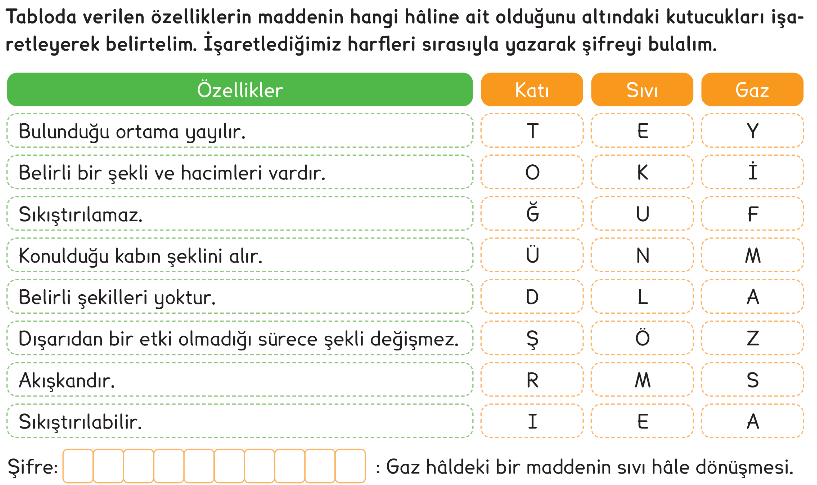 Tabloda verilen özelliklerin maddenin hangi hâline ait olduğunu altındaki kutucukları işa-
retleyerek belirtelim. İşaretlediğimiz harfleri sırasıyla yazarak şifreyi bulalım.
Özellikler Katı Sıvı Gaz
Bulunduğu ortama yayılır. T E Y
Belirli bir şekli ve hacimleri vardır. O K İ
Sıkıştırılamaz. Ğ U F
Konulduğu kabın şeklini alır. Ü N M
Belirli şekilleri yoktur. D L A
Dışarıdan bir etki olmadığı sürece şekli değişmez. Ş Ö Z
Akışkandır. R M S
Sıkıştırılabilir. I E A
Şifre: : Gaz hâldeki bir maddenin sıvı hâle dönüşmesi.